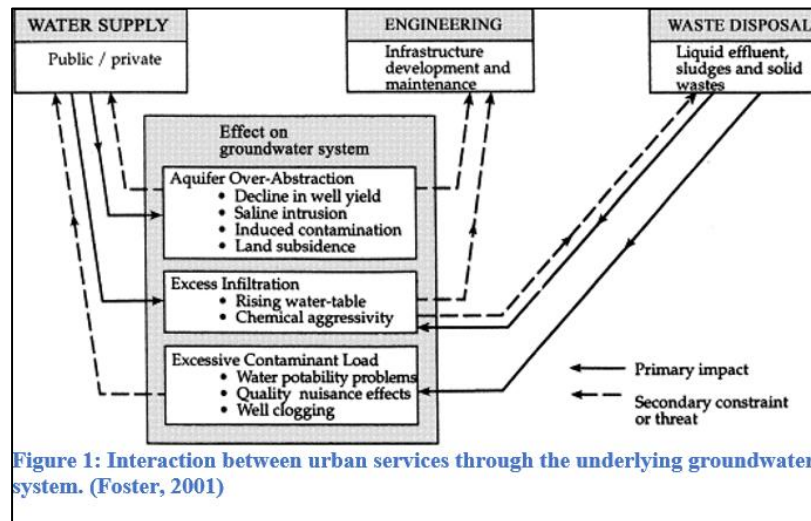 WATER SUPPLY
Public / private
ENGINEERING
Infrastructure
development and
maintenance
WASTE DISPOSAL
Liquid effluent,
sludges and solid
wastes
Effect on
groundwater system
Aquifer Over-Abstraction
• Decline in well yield
• Saline intrusion
• Induced contamination
• Land subsidence
Excess Infiltration
• Rising water-table
• Chemical aggressivity
Excessive Contaminant Load
• Water potability problems
• Quality nuisance effects
• Well clogging
Primary impact
Secondary constraint
or threat
Figure 1: Interaction between urban services through the underlying groundwater
system. (Foster, 2001)